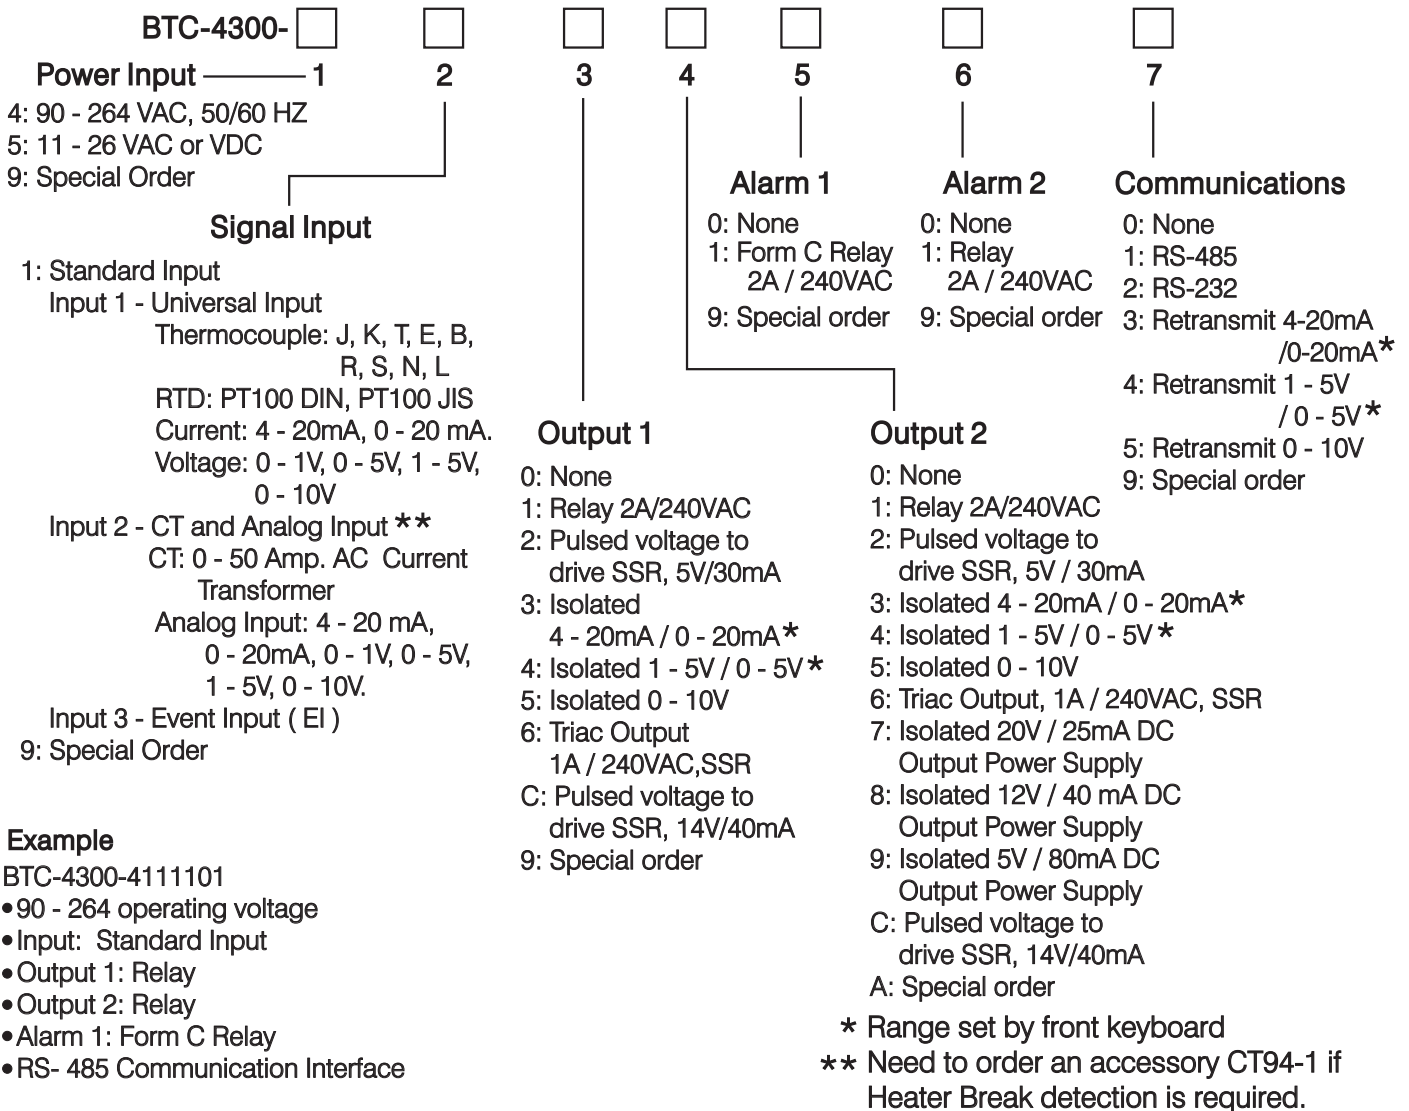 BTC-4300-
Power Input 1 2 3 4 5 6 7
4: 90 - 264 VAC, 50/60 HZ
5: 11 - 26 VAC or VDC
9: Special Order
Signal Input
1: Standard Input
Input 1 - Universal Input
Thermocouple: J, K, T, E, B,
R, S, N, L
RTD: PT100 DIN, PT100 JIS
Current: 4 - 20mA, 0 - 20 mA.
Voltage: 0 - 1V, 0 - 5V, 1 - 5V,
0 - 10V
Input 2 - CT and Analog Input **
CT: 0 - 50 Amp. AC Current
Transformer
Analog Input: 4 - 20 mA,
0 - 20mA, 0 - 1V, 0 - 5V,
1 - 5V, 0 - 10V.
Input 3 - Event Input ( EI )
9: Special Order
Output 1
0: None
1: Relay 2A/240VAC
2: Pulsed voltage to
drive SSR, 5V/30mA
3: Isolated
4 - 20mA / 0 - 20mA*
4: Isolated 1 - 5V / 0 - 5V*
5: Isolated 0 - 10V
6: Triac Output
1A / 240VAC,SSR
C: Pulsed voltage to
drive SSR, 14V/40mA
9: Special order
Output 2
0: None
1: Relay 2A/240VAC
2: Pulsed voltage to
drive SSR, 5V / 30mA
3: Isolated 4 - 20mA / 0 - 20mA*
4: Isolated 1 - 5V / 0 - 5V*
5: Isolated 0 - 10V
6: Triac Output, 1A / 240VAC, SSR
7: Isolated 20V / 25mA DC
Output Power Supply
8: Isolated 12V / 40 mA DC
Output Power Supply
9: Isolated 5V / 80mA DC
Output Power Supply
C: Pulsed voltage to
drive SSR, 14V/40mA
A: Special order
Alarm 1
0: None
1: Form C Relay
2A / 240VAC
9: Special order
Alarm 2
0: None
1: Relay
2A / 240VAC
9: Special order
Communications
0: None
1: RS-485
2: RS-232
3: Retransmit 4-20mA
/0-20mA*
4: Retransmit 1 - 5V
/ 0 - 5V*
5: Retransmit 0 - 10V
9: Special order
Example
BTC-4300-4111101
•90 - 264 operating voltage
•Input: Standard Input
•Output 1: Relay
•Output 2: Relay
•Alarm 1: Form C Relay
•RS- 485 Communication Interface
* Range set by front keyboard
** Need to order an accessory CT94-1 if
Heater Break detection is required.